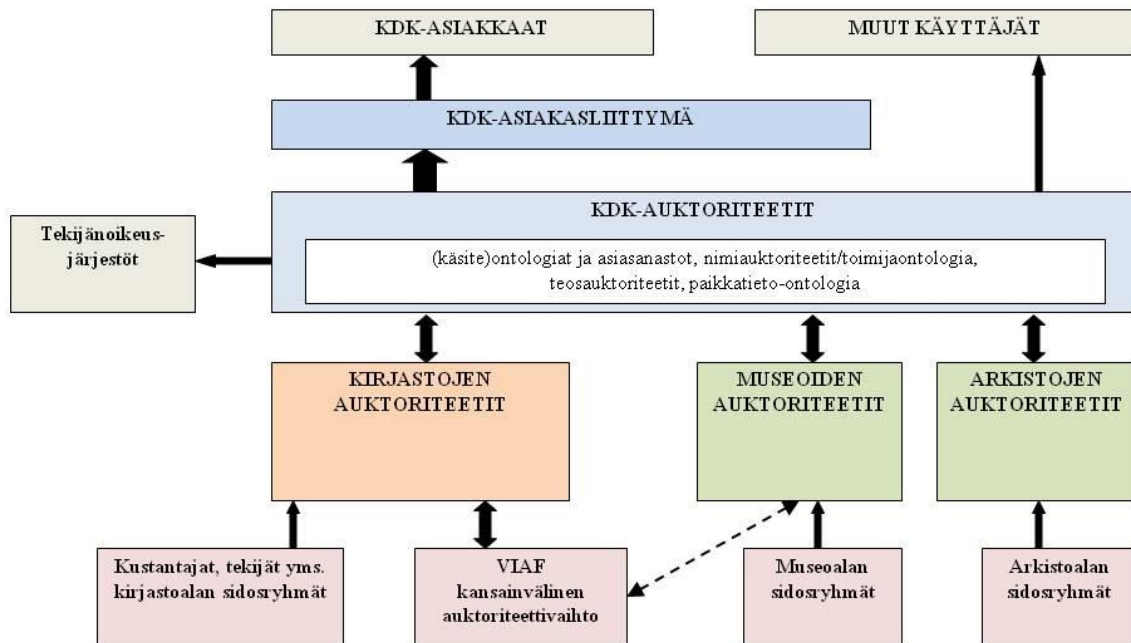 KDK-ASIAKKAAT
MUUT KÄYTTÄJÄT
KDK-ASIAKASLIITTYMÄ
KDK-AUKTORITEETIT
Tekijänoikeus-
järjestöt
(käsite)ontologiat ja asiasanastot, nimiauktoriteetit/toimijaontologia,
teosauktoriteetit, paikkatieto-ontologia
KIRJASTOJEN
AUKTORITEETIT
MUSEOIDEN
AUKTORITEETIT
ARKISTOJEN
AUKTORITEETIT
Kustantajat, tekijät yms.
kirjastoalan sidosryhmät
VIAF
kansainvälinen
auktoriteettivaihto
Museoalan
sidosryhmät
Arkistoalan
sidosryhmät